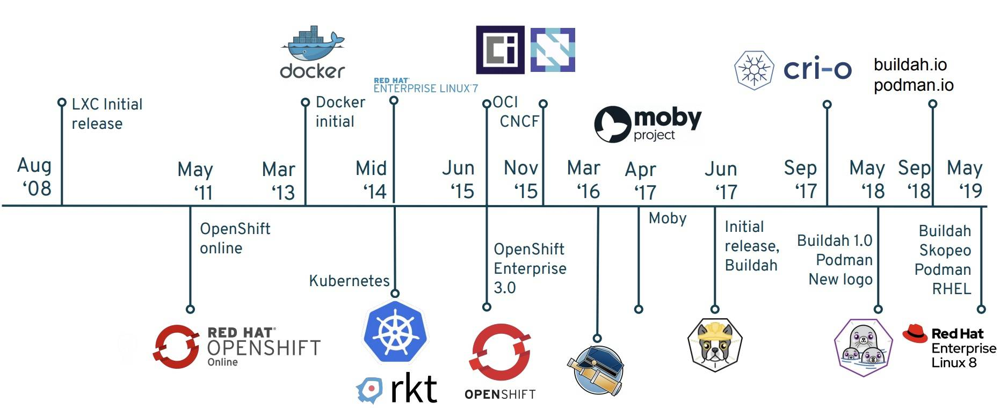 docker
Ci
RED HAT®
ENTERPRISE LINUX® 7
cri-o
buildah.io
podman.io
LXC Initial
release
Docker
initial
OCI
CNCF
moby
project
Aug
‘08
May
‘11
Mar
‘13
Mid
‘14
Jun
‘15
Nov
‘15
Mar
‘16
Apr
‘17
Jun
‘17
Sep
‘17
May
‘18
Sep
‘18
May
‘19
OpenShift
online
Kubernetes
OpenShift
Enterprise
3.0
Moby
Initial
release,
Buildah
Buildah 1.0
Podman
New logo
Buildah
Skopeo
Podman
RHEL
RED HAT®
OPENSHIFT
Online
rkt
OPENSHIFT
Red Hat
Enterprise
Linux 8